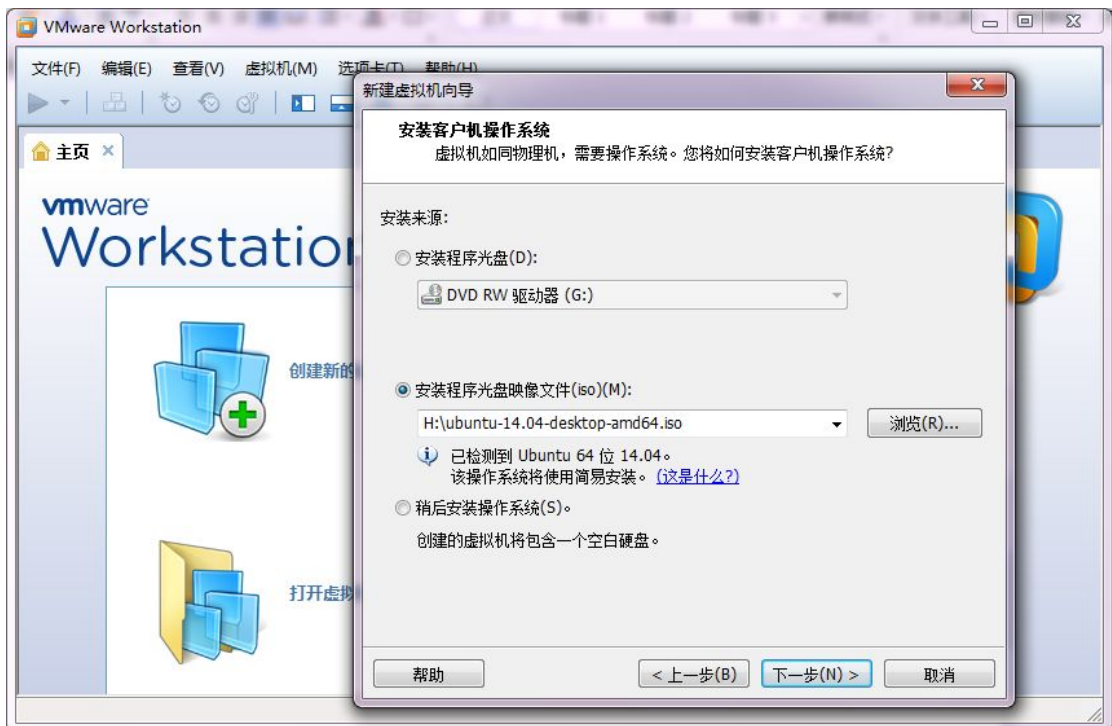 VMware Workstation
文件(F) 编辑(E) 查看(V) 虚拟机(M) 选项卡(T) 帮助(H)
主页
vmware
Workstation
创建新的
打开虚拟
新建虚拟机向导
安装客户机操作系统
虚拟机如同物理机，需要操作系统。您将如何安装客户机操作系统?
安装来源:
安装程序光盘(D):
DVD RW 驱动器 (G:)
安装程序光盘映像文件(iso)(M):
H:\ubuntu-14.04-desktop-amd64.iso
浏览(R)...
已检测到 Ubuntu 64 位 14.04。
该操作系统将使用简易安装。 (这是什么?)
稍后安装操作系统(S)。
创建的虚拟机将包含一个空白硬盘。
帮助
< 上一步(B)
下一步(N) >
取消